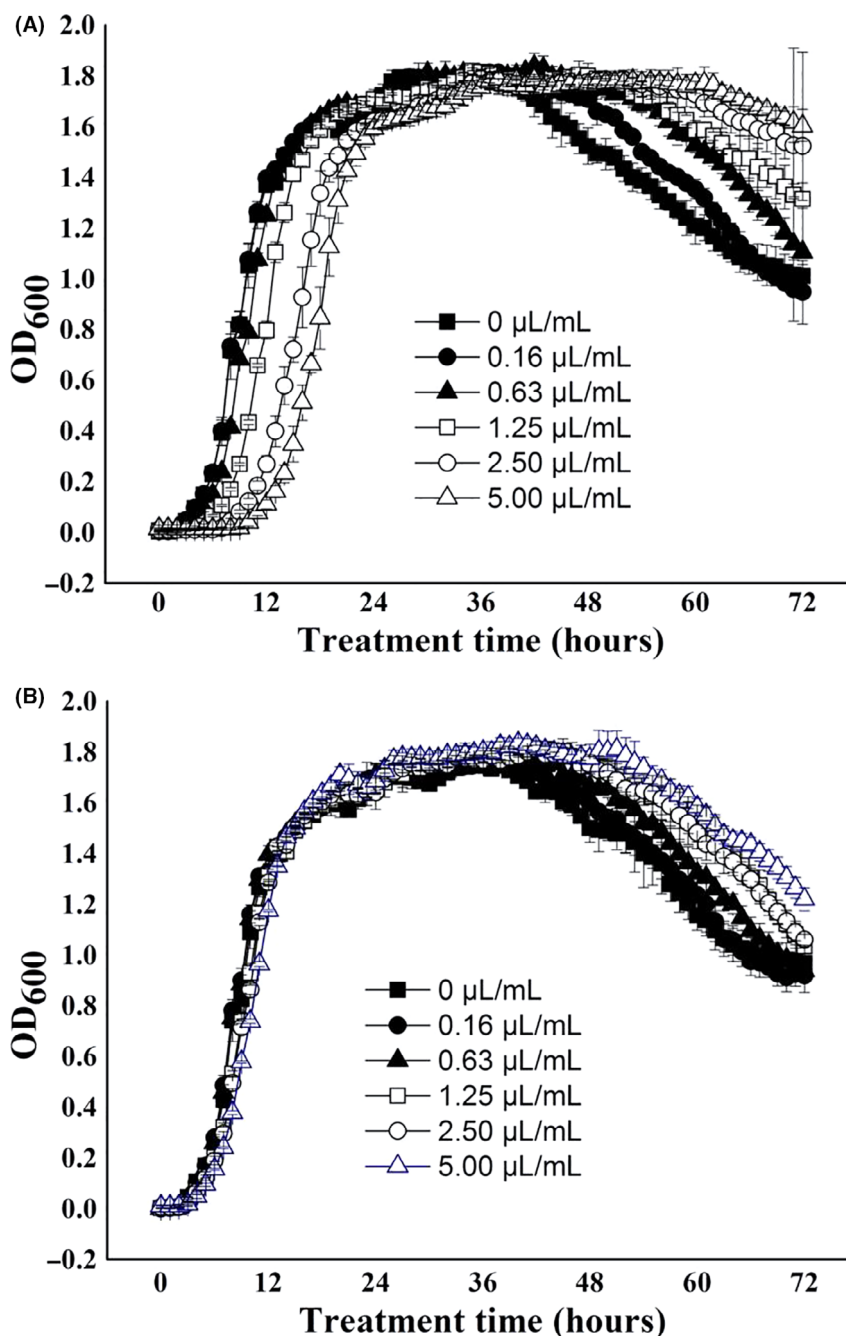 (A)
2.0
1.8
1.6
1.4
1.2
1.0
0.8
0.6
0.4
0.2
0.0
−0.2
OD600
0 µL/mL
0.16 µL/mL
0.63 µL/mL
1.25 µL/mL
2.50 µL/mL
5.00 µL/mL
0 12 24 36 48 60 72
Treatment time (hours)
(B)
2.0
1.8
1.6
1.4
1.2
1.0
0.8
0.6
0.4
0.2
0.0
−0.2
OD600
0 µL/mL
0.16 µL/mL
0.63 µL/mL
1.25 µL/mL
2.50 µL/mL
5.00 µL/mL
0 12 24 36 48 60 72
Treatment time (hours)